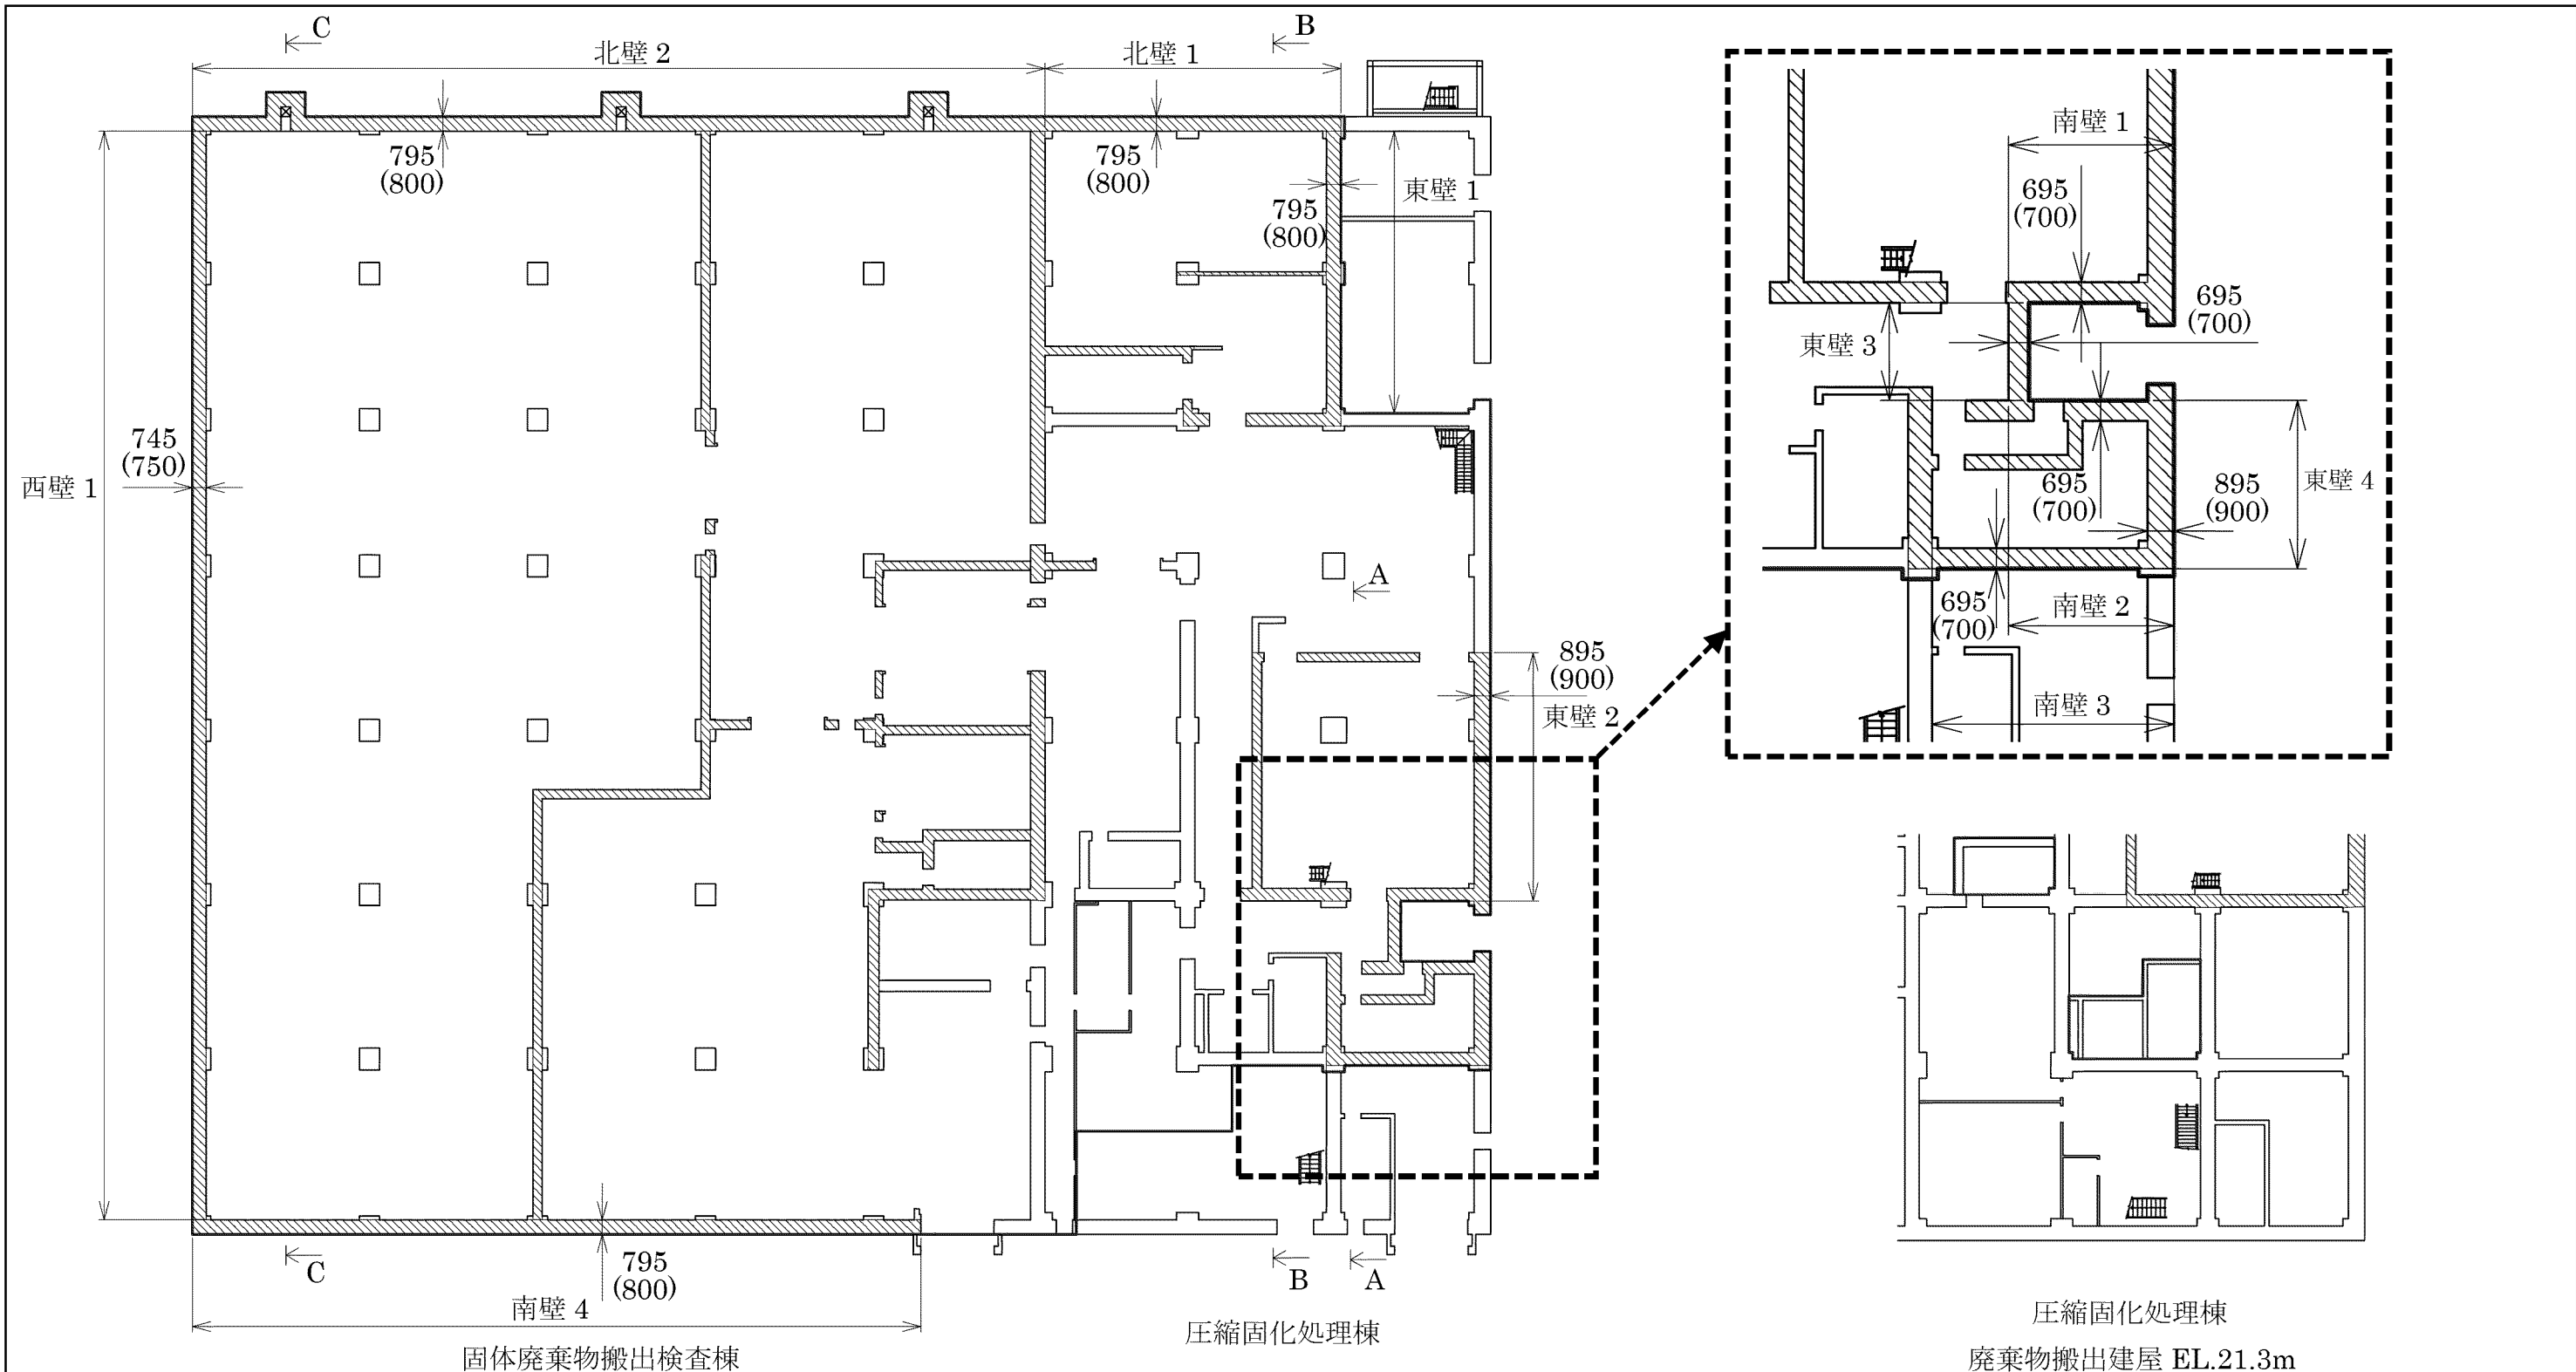 C
B
北壁 2
北壁 1
795
(800)
795
(800)
795
(800)
東壁 1
745
(750)
西壁 1
A
895
(900)
東壁 2
C
795
(800)
B
A
南壁 4
固体廃棄物搬出検査棟
圧縮固化処理棟
南壁 1
695
(700)
695
(700)
東壁 3
695
(700)
895
(900)
東壁 4
695
(700)
南壁 2
南壁 3
圧縮固化処理棟
廃棄物搬出建屋 EL.21.3m